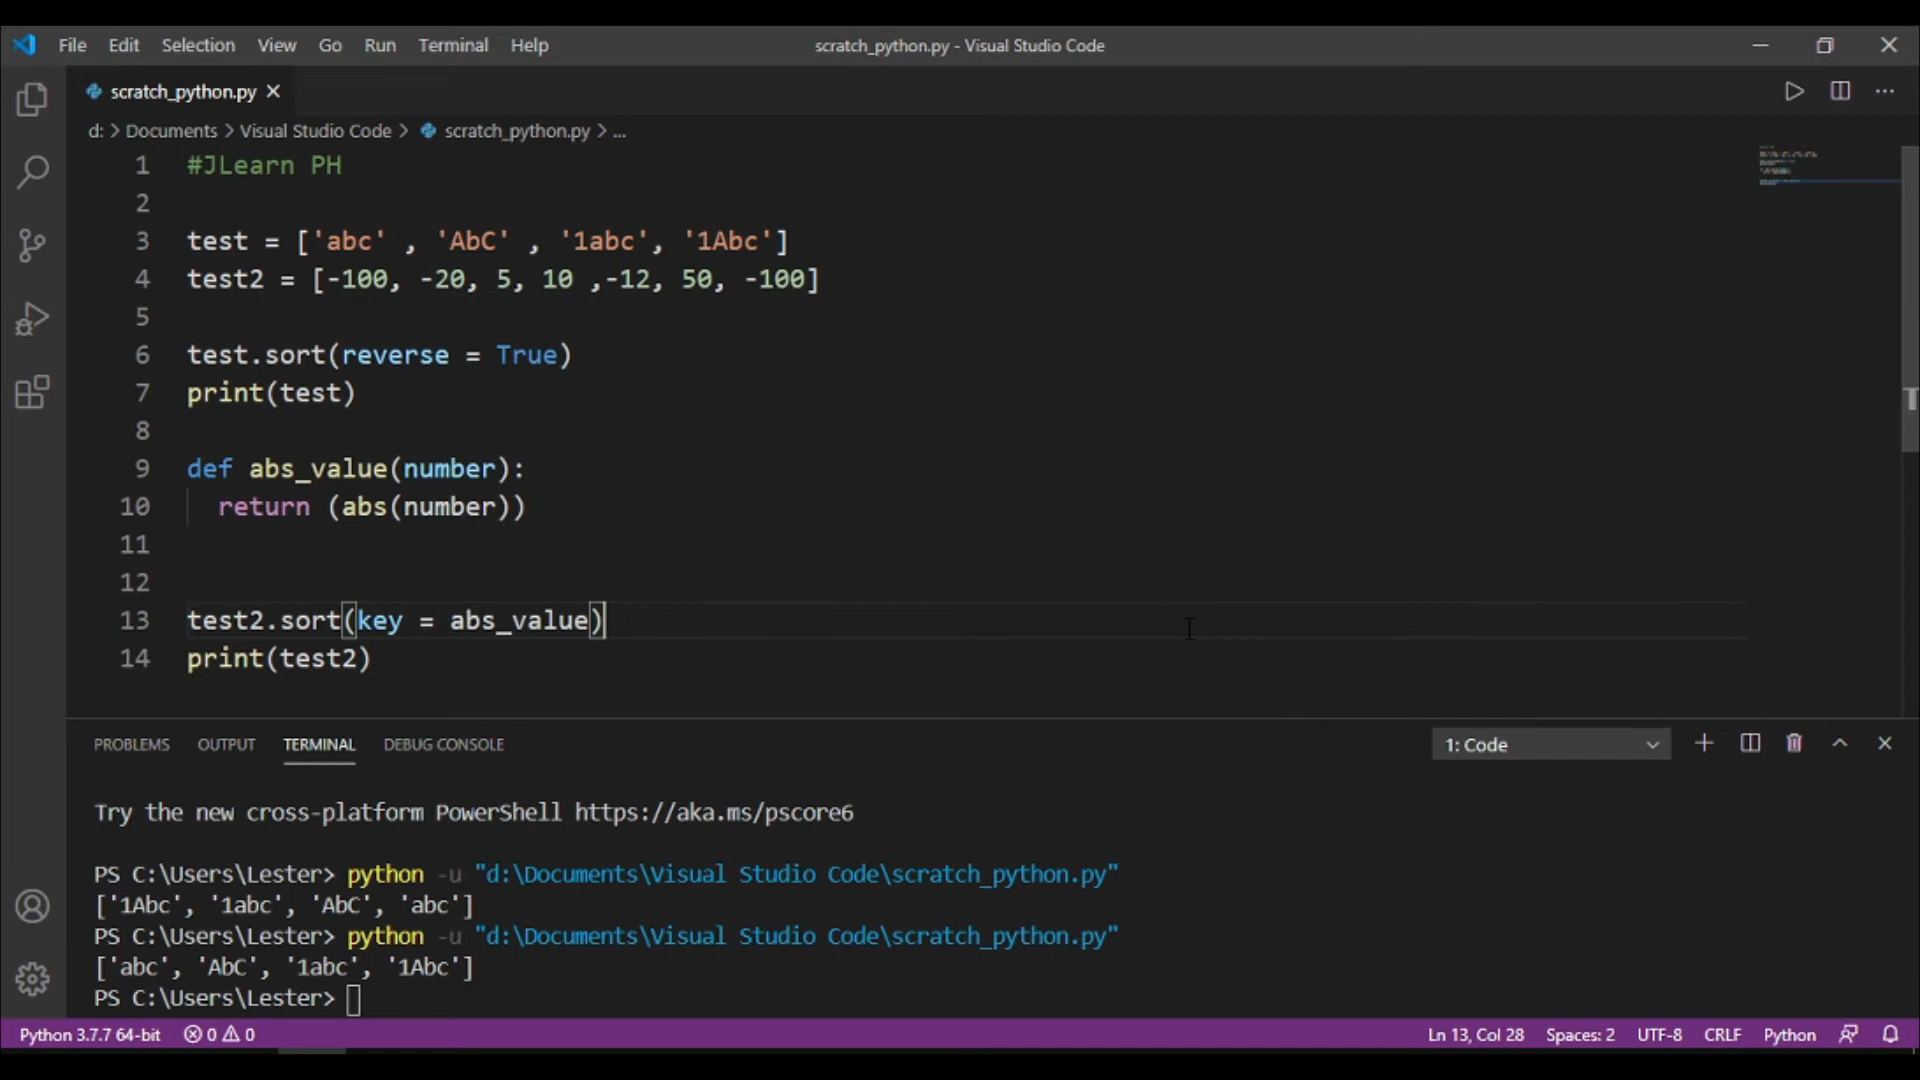 File Edit Selection View Go Run Terminal Help scratch_python.py - Visual Studio Code
scratch_python.py
d: > Documents > Visual Studio Code > scratch_python.py > ...
1 #JLearn PH
2
3 test = ['abc' , 'AbC' , '1abc', '1Abc']
4 test2 = [-100, -20, 5, 10 ,-12, 50, -100]
5
6 test.sort(reverse = True)
7 print(test)
8
9 def abs_value(number):
10 return (abs(number))
11
12
13 test2.sort(key = abs_value)
14 print(test2)
PROBLEMS OUTPUT TERMINAL DEBUG CONSOLE 1: Code
Try the new cross-platform PowerShell https://aka.ms/pscore6
PS C:\Users\Lester> python -u "d:\Documents\Visual Studio Code\scratch_python.py"
['1Abc', '1abc', 'AbC', 'abc']
PS C:\Users\Lester> python -u "d:\Documents\Visual Studio Code\scratch_python.py"
['abc', 'AbC', '1abc', '1Abc']
PS C:\Users\Lester>
Python 3.7.7 64-bit 0 0 Ln 13, Col 28 Spaces: 2 UTF-8 CRLF Python